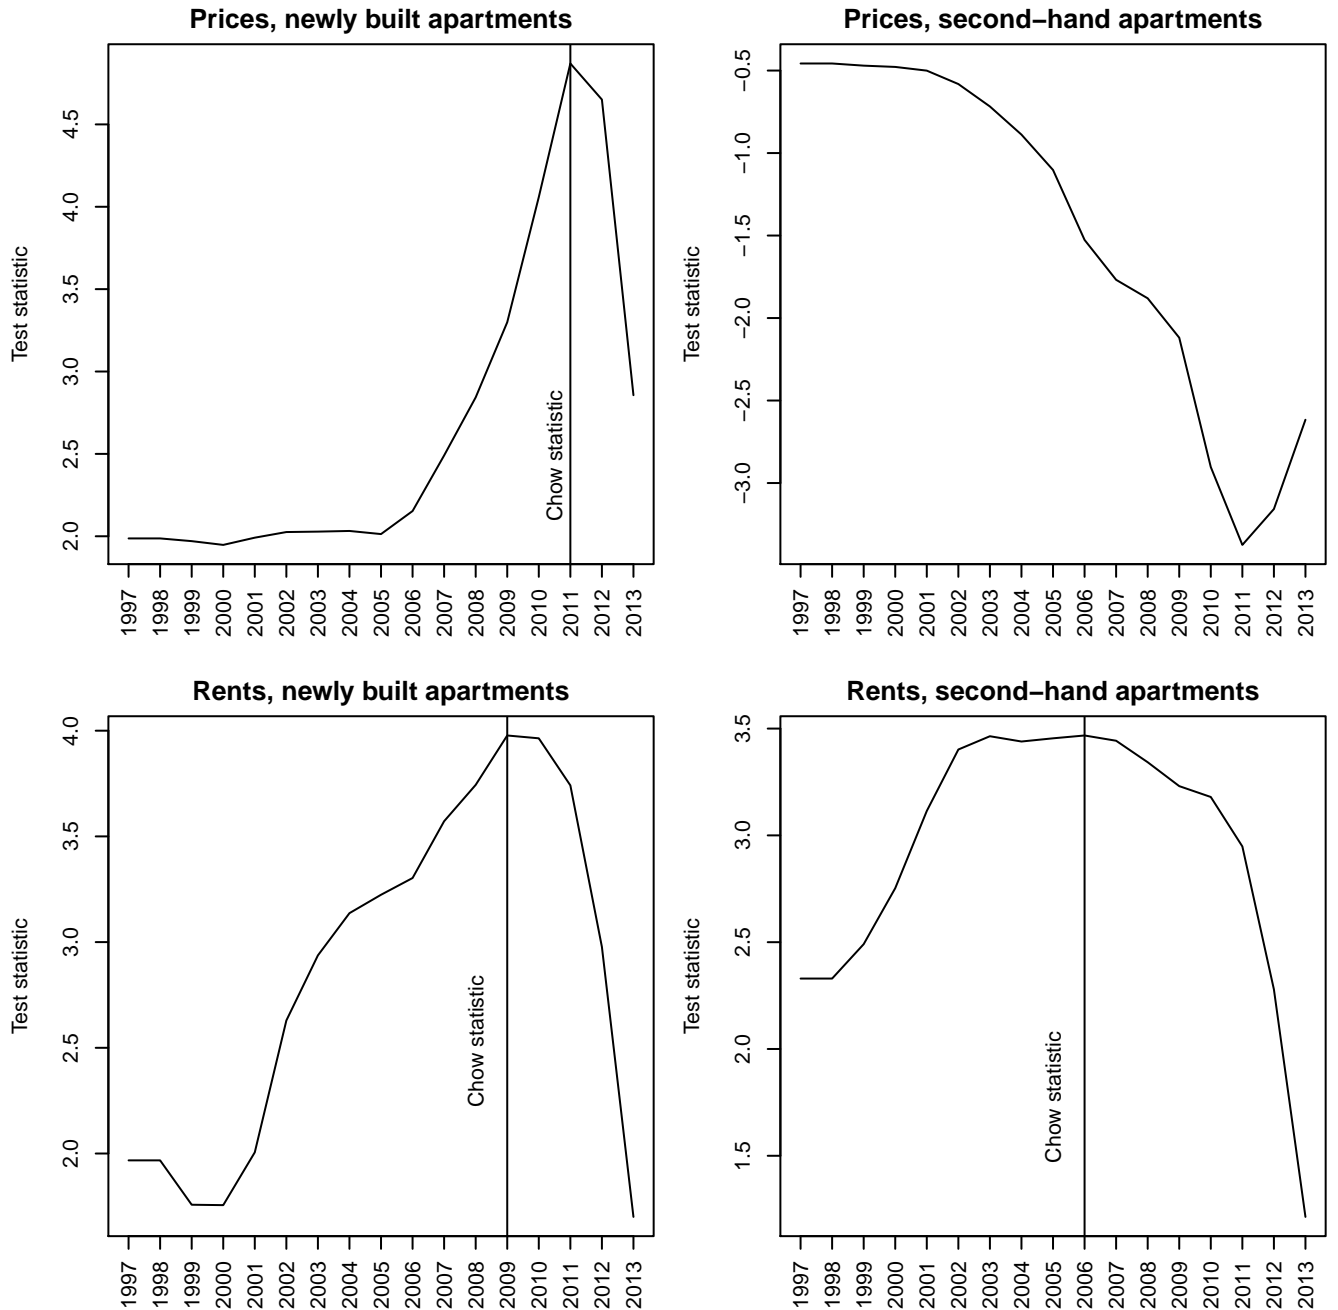 Prices, newly built apartments
Test statistic
4.5
4.0
3.5
3.0
2.5
2.0
Chow statistic
1997 1998 1999 2000 2001 2002 2003 2004 2005 2006 2007 2008 2009 2010 2011 2012 2013
Prices, second−hand apartments
Test statistic
−0.5
−1.0
−1.5
−2.0
−2.5
−3.0
1997 1998 1999 2000 2001 2002 2003 2004 2005 2006 2007 2008 2009 2010 2011 2012 2013
Rents, newly built apartments
Test statistic
4.0
3.5
3.0
2.5
2.0
Chow statistic
1997 1998 1999 2000 2001 2002 2003 2004 2005 2006 2007 2008 2009 2010 2011 2012 2013
Rents, second−hand apartments
Test statistic
3.5
3.0
2.5
2.0
1.5
Chow statistic
1997 1998 1999 2000 2001 2002 2003 2004 2005 2006 2007 2008 2009 2010 2011 2012 2013